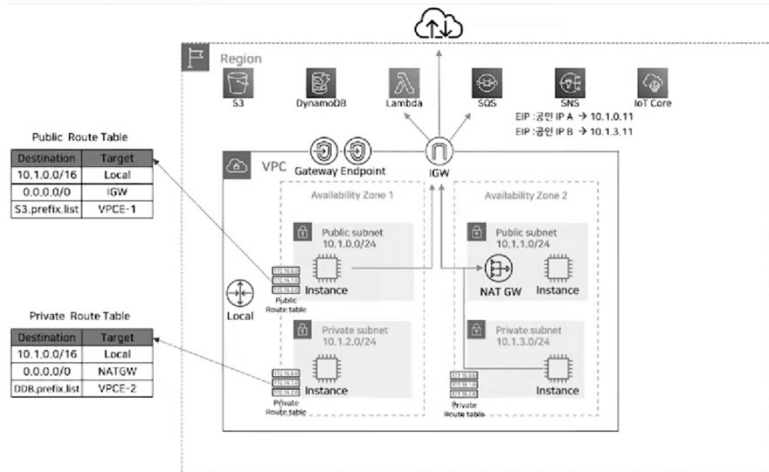 Region
S3
DynamoDB
Lambda
SQS
SNS
IoT Core
EIP :공인 IP A → 10.1.0.11
EIP :공인 IP B → 10.1.3.11
Public Route Table
Destination Target
10.1.0.0/16 Local
0.0.0.0/0 IGW
S3.prefix.list VPCE-1
VPC
Gateway Endpoint
IGW
Availability Zone 1
Availability Zone 2
Public subnet
10.1.0.0/24
Instance
Public
Route table
Public subnet
10.1.1.0/24
NAT GW
Instance
Local
Private Route Table
Destination Target
10.1.0.0/16 Local
0.0.0.0/0 NATGW
DDB.prefix.list VPCE-2
Private subnet
10.1.2.0/24
Instance
Private
Route table
Private subnet
10.1.3.0/24
Instance
Private
Route table